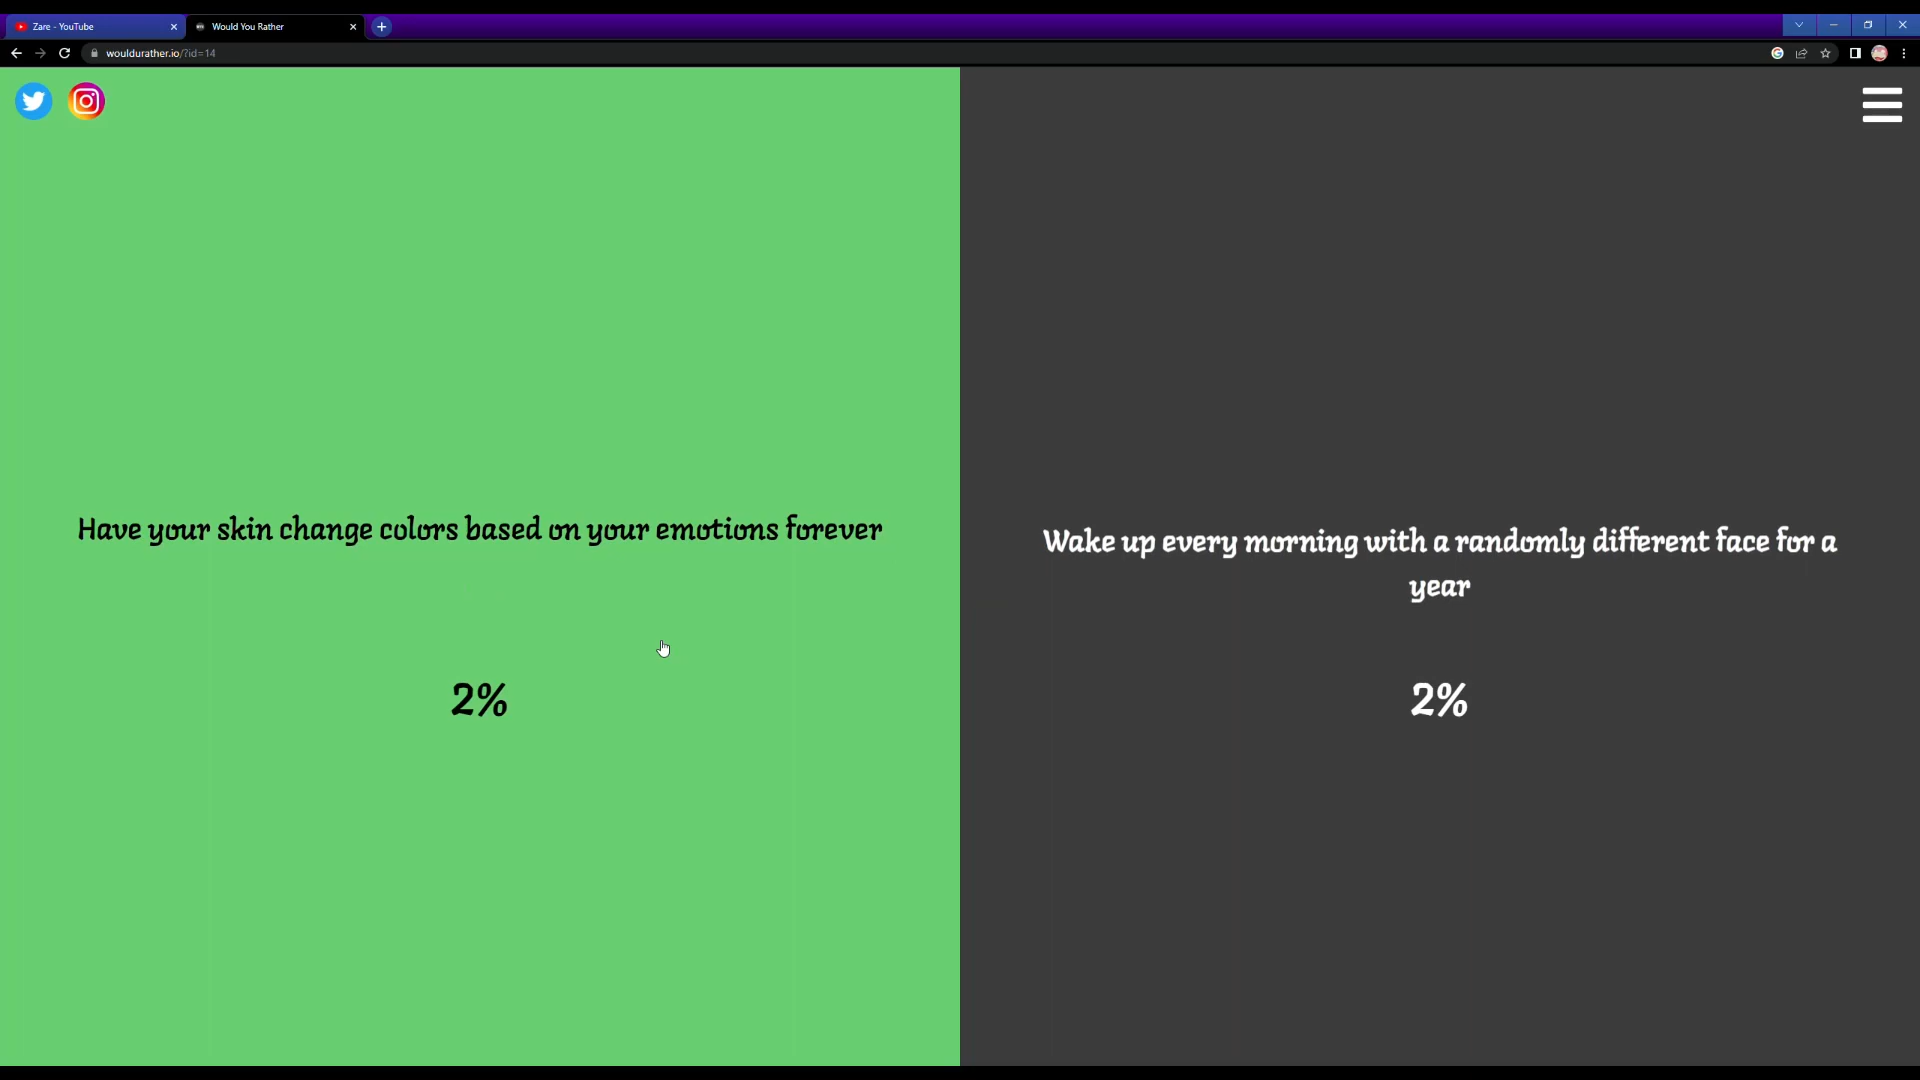 Zare - YouTube
Would You Rather
wouldurather.io/?id=14
Have your skin change colors based on your emotions forever
2%
Wake up every morning with a randomly different face for a
year
2%